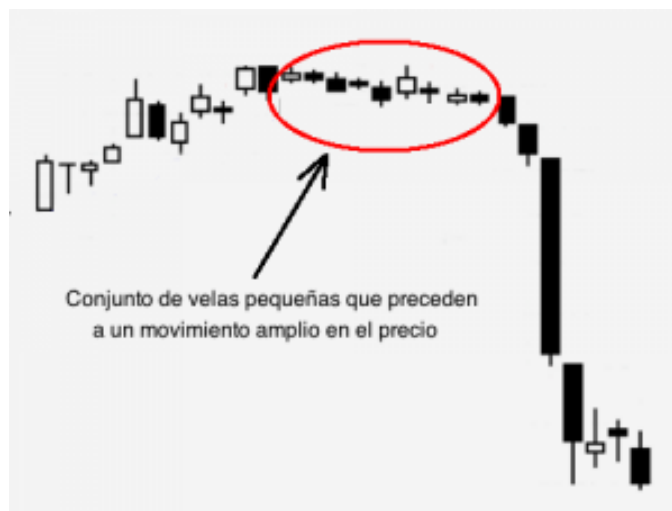 Conjunto de velas pequeñas que preceden
a un movimiento amplio en el precio